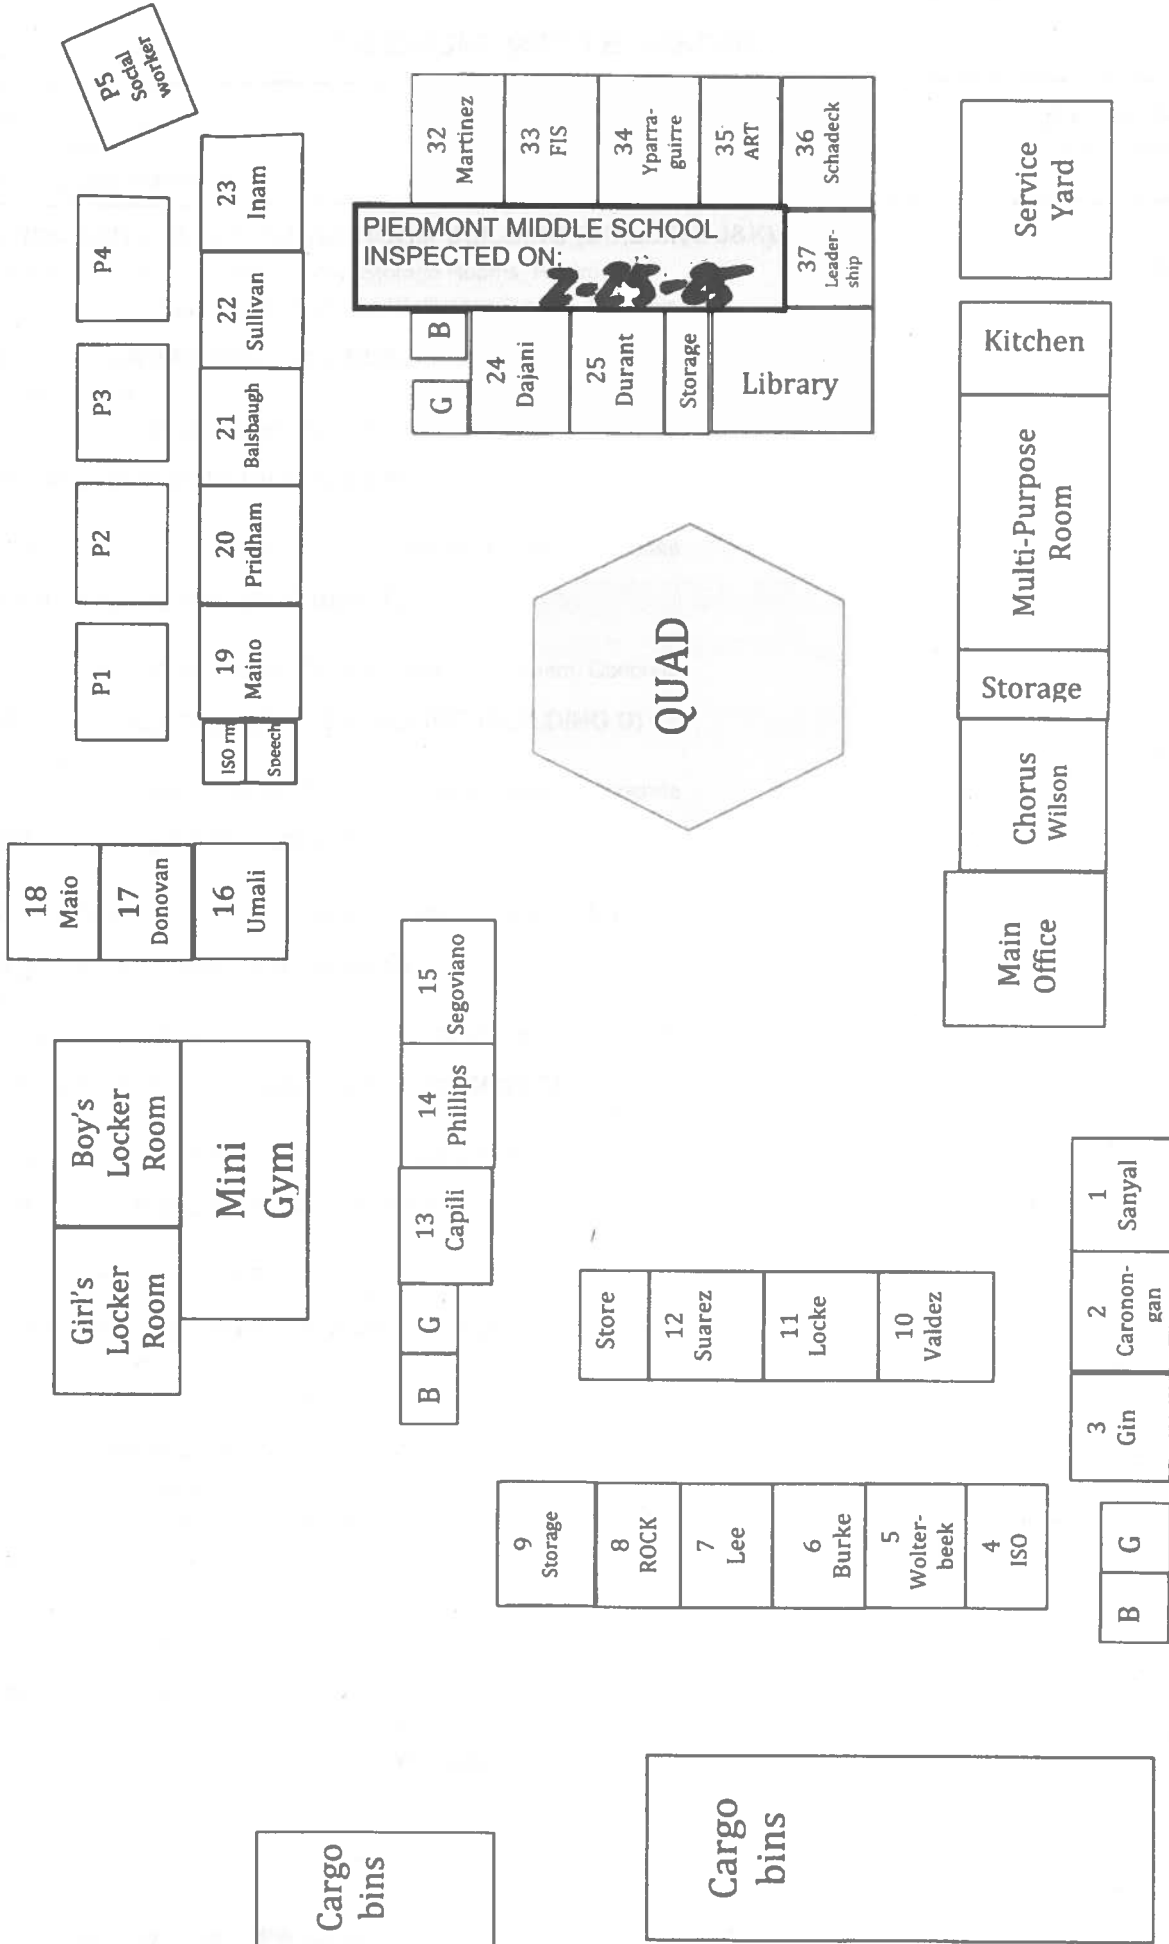 P5
Social
worker
P4
P3
P2
P1
23
Inam
22
Sullivan
21
Balsbaugh
20
Pridham
19
Maino
ISO rm
Speech
32
Martinez
33
FIS
34
Yparra-
guirre
35
ART
36
Schadeck
37
Leader-
ship
PIEDMONT MIDDLE SCHOOL
INSPECTED ON:
B
G
24
Dajani
25
Durant
Storage
Library
Service
Yard
Kitchen
Multi-Purpose
Room
Storage
Chorus
Wilson
Main
Office
QUAD
18
Maio
17
Donovan
16
Umali
Boy's
Locker
Room
Girl's
Locker
Room
Mini
Gym
15
Segoviano
14
Phillips
13
Capili
G
B
Store
12
Suarez
11
Locke
10
Valdez
1
Sanyal
2
Caronon-
gan
3
Gin
G
B
9
Storage
8
ROCK
7
Lee
6
Burke
5
Wolter-
beek
4
ISO
Cargo
bins
Cargo
bins